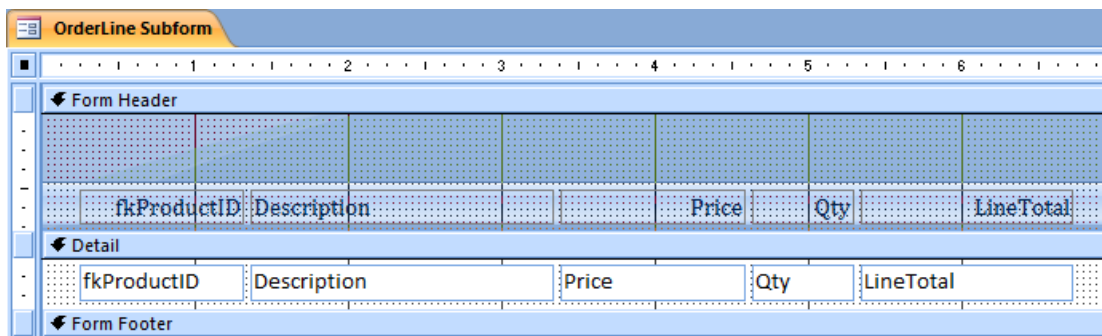 OrderLine Subform
1 2 3 4 5 6
Form Header
fkProductID Description Price Qty LineTotal
Detail
fkProductID Description Price Qty LineTotal
Form Footer